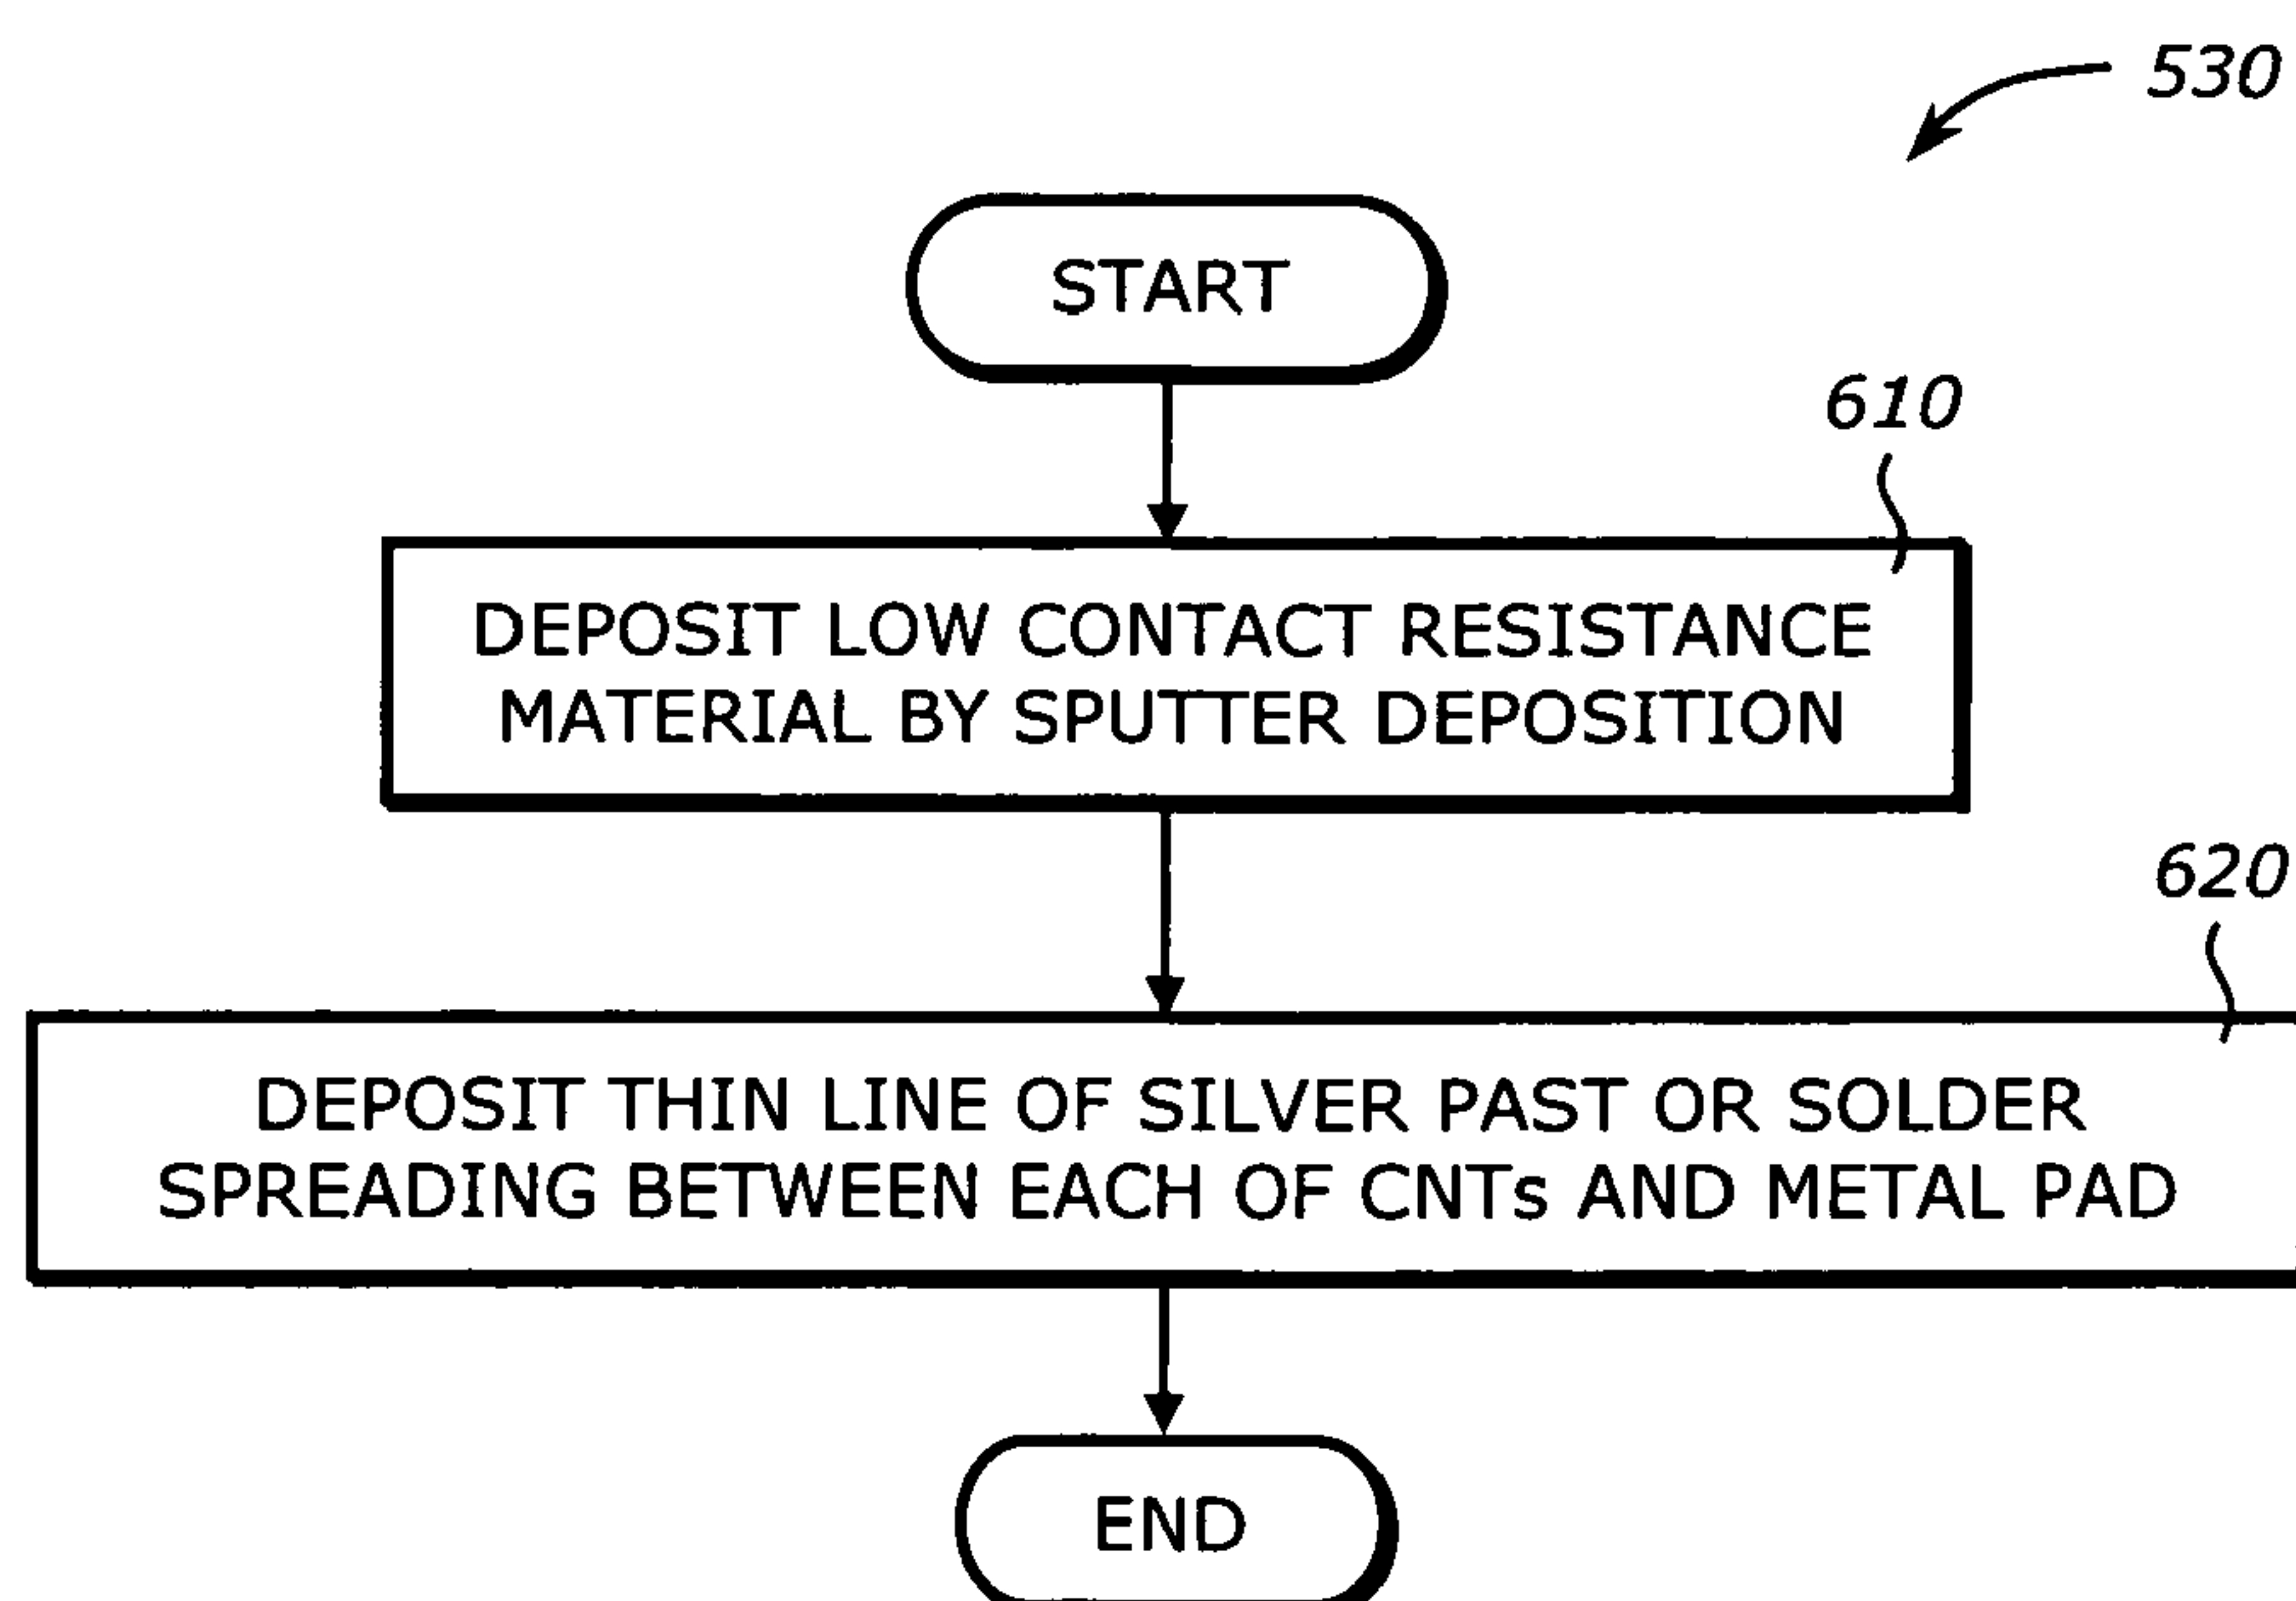 530
START
610
DEPOSIT LOW CONTACT RESISTANCE
MATERIAL BY SPUTTER DEPOSITION
620
DEPOSIT THIN LINE OF SILVER PAST OR SOLDER
SPREADING BETWEEN EACH OF CNTs AND METAL PAD
END